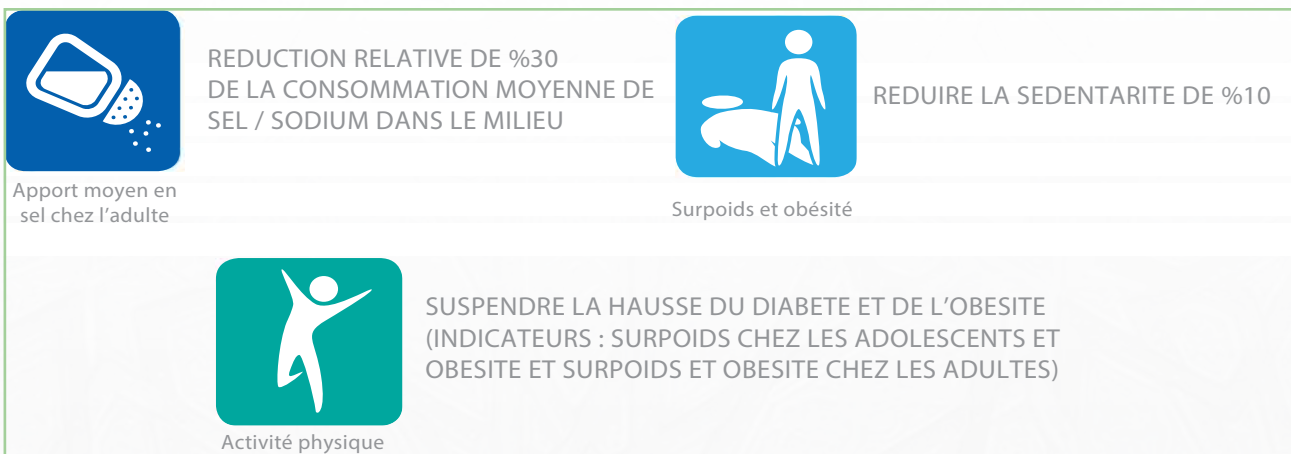 REDUCTION RELATIVE DE %30
DE LA CONSOMMATION MOYENNE DE
SEL / SODIUM DANS LE MILIEU
Apport moyen en
sel chez l’adulte
REDUIRE LA SEDENTARITE DE %10
Surpoids et obésité
SUSPENDRE LA HAUSSE DU DIABETE ET DE L’OBESITE
(INDICATEURS : SURPOIDS CHEZ LES ADOLESCENTS ET
OBESITE ET SURPOIDS ET OBESITE CHEZ LES ADULTES)
Activité physique